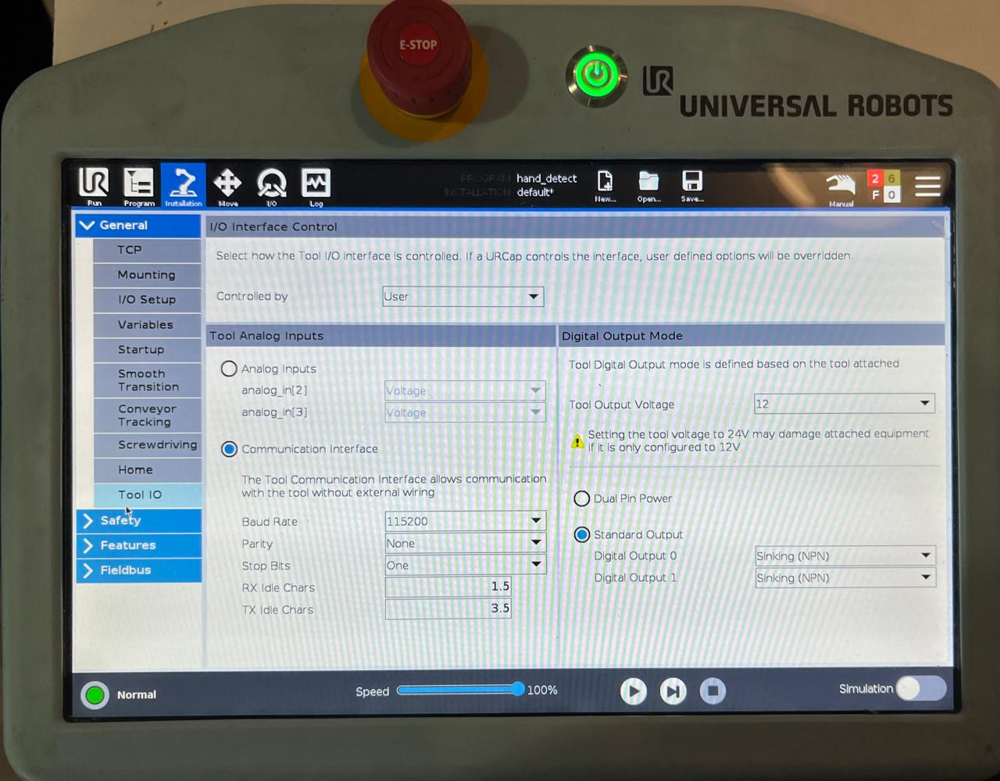 E-STOP
UR
UNIVERSAL ROBOTS
UR
Run
Program
Installation
Move
I/O
Log
PROGRAM hand_detect
INSTALLATION default*
New...
Open...
Save...
Manual
2 6
F 0
General
TCP
Mounting
I/O Setup
Variables
Startup
Smooth
Transition
Conveyor
Tracking
Screwdriving
Home
Tool IO
Safety
Features
Fieldbus
I/O Interface Control
Select how the Tool I/O interface is controlled. If a URCap controls the interface, user defined options will be overridden.
Controlled by User
Tool Analog Inputs
Analog Inputs
analog_in[2] Voltage
analog_in[3] Voltage
Communication Interface
The Tool Communication Interface allows communication
with the tool without external wiring
Baud Rate 115200
Parity None
Stop Bits One
RX Idle Chars 1.5
TX Idle Chars 3.5
Digital Output Mode
Tool Digital Output mode is defined based on the tool attached
Tool Output Voltage 12
Setting the tool voltage to 24V may damage attached equipment
if it is only configured to 12V
Dual Pin Power
Standard Output
Digital Output 0 Sinking (NPN)
Digital Output 1 Sinking (NPN)
Normal
Speed 100%
Simulation